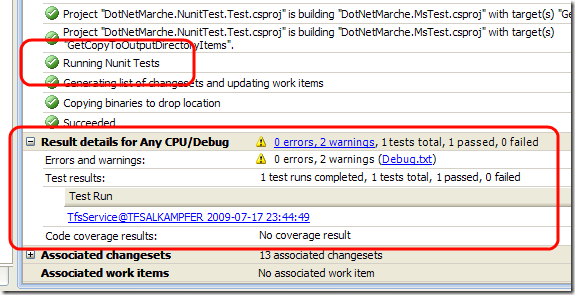 Project "DotNetMarche.NunitTest.Test.csproj" is building "DotNetMarche.MsTest.csproj" with target(s) "Ge
Project "DotNetMarche.NunitTest.Test.csproj" is building "DotNetMarche.MsTest.csproj" with target(s)
"GetCopyToOutputDirectoryItems".
Running Nunit Tests
Generating list of changesets and updating work items
Copying binaries to drop location
Succeeded
Result details for Any CPU/Debug 0 errors, 2 warnings, 1 tests total, 1 passed, 0 failed
Errors and warnings: 0 errors, 2 warnings (Debug.txt)
Test results: 1 test runs completed, 1 tests total, 1 passed, 0 failed
Test Run
TfsService@TFSALKAMPFER 2009-07-17 23:44:49
Code coverage results: No coverage result
Associated changesets 13 associated changesets
Associated work items No associated work item